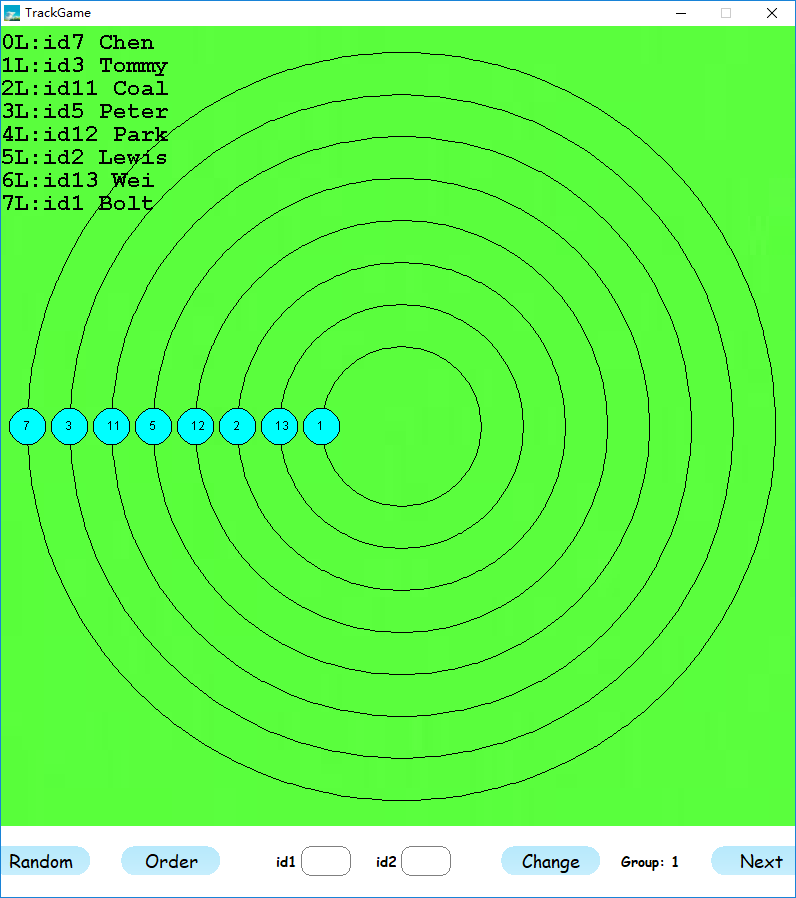 TrackGame
0L:id7 Chen
1L:id3 Tommy
2L:id11 Coal
3L:id5 Peter
4L:id12 Park
5L:id2 Lewis
6L:id13 Wei
7L:id1 Bolt
7 3 11 5 12 2 13 1
Random Order id1 id2 Change Group: 1 Next